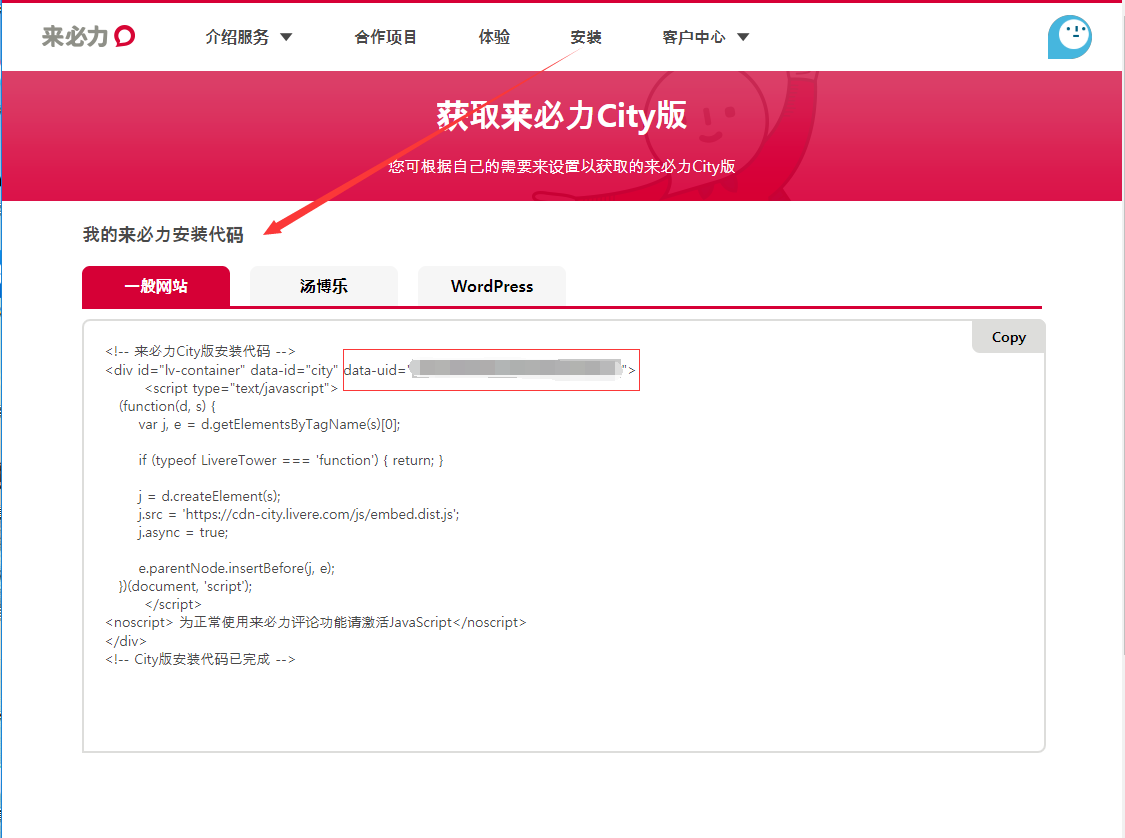 来必力
介绍服务
合作项目
体验
安装
客户中心
获取来必力City版
您可根据自己的需要来设置以获取的来必力City版
我的来必力安装代码
一般网站
汤博乐
WordPress
Copy
<!-- 来必力City版安装代码 -->
<div id="lv-container" data-id="city" data-uid="">
<script type="text/javascript">
(function(d, s) {
var j, e = d.getElementsByTagName(s)[0];
if (typeof LivereTower === 'function') { return; }
j = d.createElement(s);
j.src = 'https://cdn-city.livere.com/js/embed.dist.js';
j.async = true;
e.parentNode.insertBefore(j, e);
})(document, 'script');
</script>
<noscript> 为正常使用来必力评论功能请激活JavaScript</noscript>
</div>
<!-- City版安装代码已完成 -->